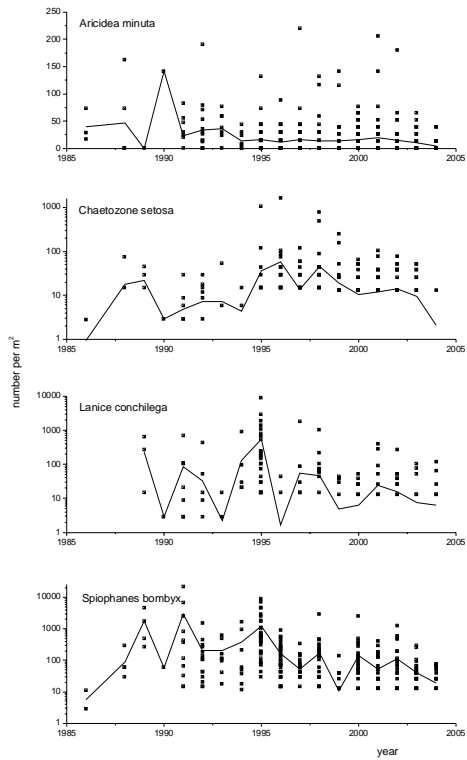 Aricidea minuta
250
200
150
100
50
0
1985 1990 1995 2000 2005
Chaetozone setosa
1000
100
10
1
1985 1990 1995 2000 2005
number per m²
Lanice conchilega
10000
1000
100
10
1
1985 1990 1995 2000 2005
Spiophanes bombyx
10000
1000
100
10
1
1985 1990 1995 2000 2005
year